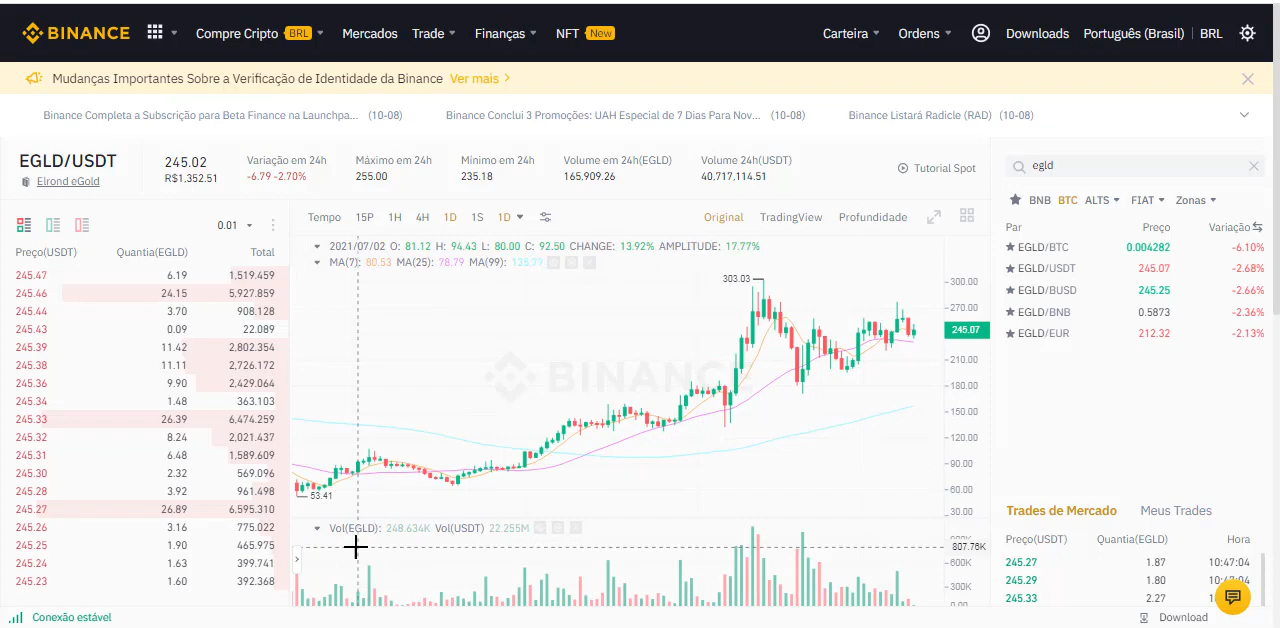 BINANCE Compre Cripto BRL Mercados Trade Finanças NFT New Carteira Ordens Downloads Português (Brasil) BRL
Mudanças Importantes Sobre a Verificação de Identidade da Binance Ver mais
Binance Completa a Subscrição para Beta Finance na Launchpa... (10-08) Binance Conclui 3 Promoções: UAH Especial de 7 Dias Para Nov... (10-08) Binance Listará Radicle (RAD) (10-08)
EGLD/USDT
Elrond eGold
245.02
R$1,352.51
Variação em 24h
-6.79 -2.70%
Máximo em 24h
255.00
Mínimo em 24h
235.18
Volume em 24h(EGLD)
165,909.26
Volume 24h(USDT)
40,717,114.51
Tutorial Spot
0.01
Preço(USDT) Quantia(EGLD) Total
245.47 6.19 1,519.459
245.46 24.15 5,927.859
245.44 3.70 908.128
245.43 0.09 22.089
245.39 11.42 2,802.354
245.38 11.11 2,726.172
245.36 9.90 2,429.064
245.34 1.48 363.103
245.33 26.39 6,474.259
245.32 8.24 2,021.437
245.31 6.48 1,589.609
245.30 2.32 569.096
245.28 3.92 961.498
245.27 26.89 6,595.310
245.26 3.16 775.022
245.25 1.90 465.975
245.24 1.63 399.741
245.23 1.60 392.368
Tempo 15P 1H 4H 1D 1S 1D Original TradingView Profundidade
2021/07/02 O: 81.12 H: 94.43 L: 80.00 C: 92.50 CHANGE: 13.92% AMPLITUDE: 17.77%
MA(7): 80.53 MA(25): 78.79 MA(99):
303.03
53.41
BINANCE
300.00
270.00
245.07
210.00
180.00
150.00
120.00
90.00
60.00
30.00
Vol(EGLD): 248.634K Vol(USDT) 22.255M
807.76K
600K
300K
0.00
egld
BNB BTC ALTS FIAT Zonas
Par Preço Variação
EGLD/BTC 0.004282 -6.10%
EGLD/USDT 245.07 -2.68%
EGLD/BUSD 245.25 -2.66%
EGLD/BNB 0.5873 -2.36%
EGLD/EUR 212.32 -2.13%
Trades de Mercado Meus Trades
Preço(USDT) Quantia(EGLD) Hora
245.27 1.87 10:47:04
245.29 1.80
245.33 2.27
Conexão estável Download